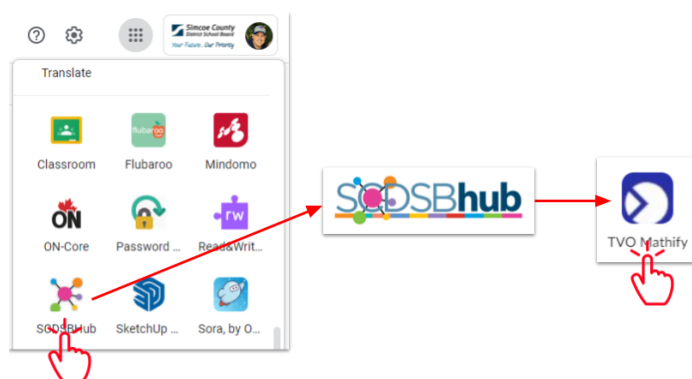 Simcoe County
District School Board
Your Future. Our Priority
Translate
flubaroo
Classroom
Flubaroo
Mindomo
ON
rw
ON-Core
Password ...
Read&Writ...
SCDSBHub
SketchUp ...
Sora, by O...
SCDSBhub
TVO Mathify